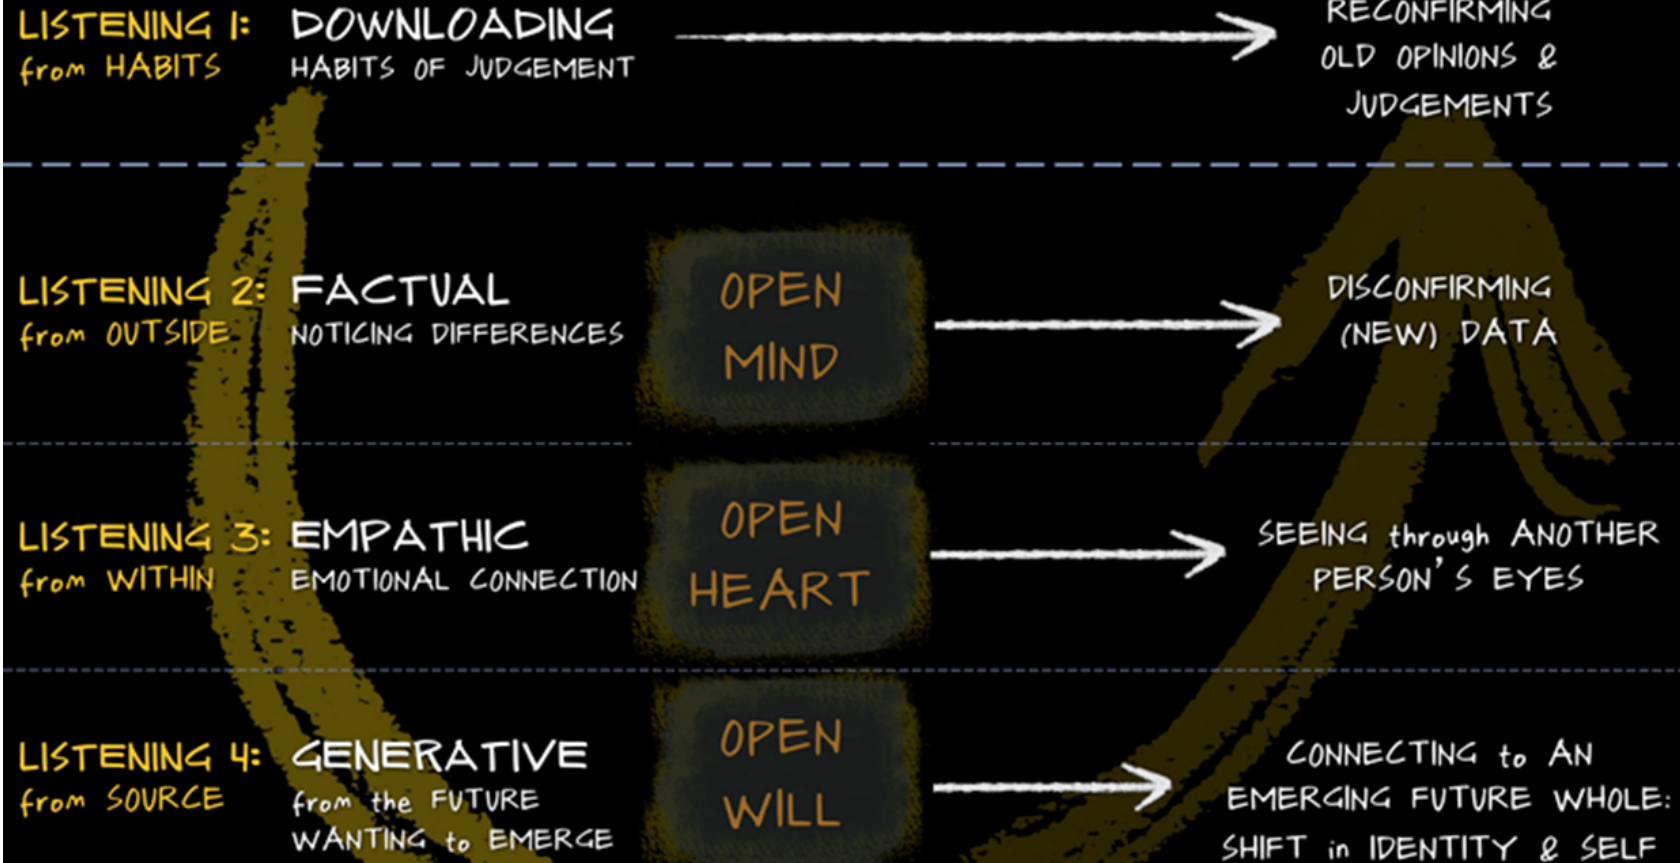 LISTENING 1: DOWNLOADING
from HABITS HABITS OF JUDGEMENT
RECONFIRMING
OLD OPINIONS &
JUDGEMENTS
LISTENING 2: FACTUAL
from OUTSIDE NOTICING DIFFERENCES
OPEN
MIND
DISCONFIRMING
(NEW) DATA
LISTENING 3: EMPATHIC
from WITHIN EMOTIONAL CONNECTION
OPEN
HEART
SEEING through ANOTHER
PERSON'S EYES
LISTENING 4: GENERATIVE
from SOURCE from the FUTURE
WANTING to EMERGE
OPEN
WILL
CONNECTING to AN
EMERGING FUTURE WHOLE:
SHIFT in IDENTITY & SELF